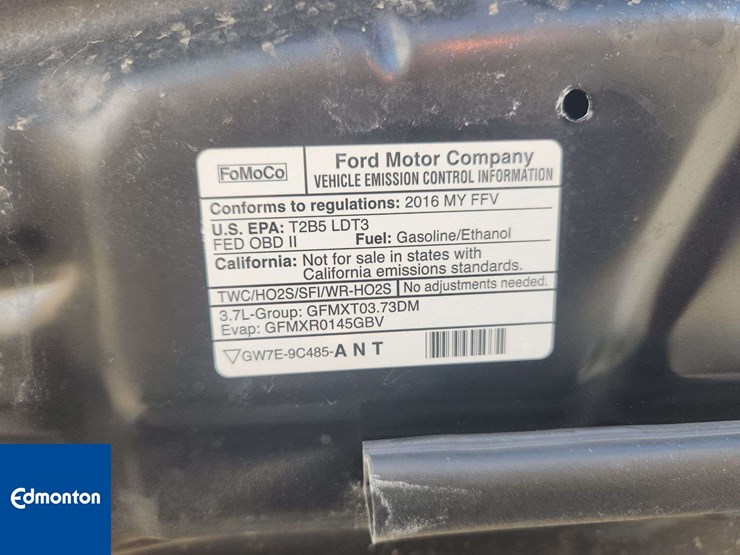 FoMoCo
Ford Motor Company
VEHICLE EMISSION CONTROL INFORMATION
Conforms to regulations: 2016 MY FFV
U.S. EPA: T2B5 LDT3
FED OBD II Fuel: Gasoline/Ethanol
California: Not for sale in states with
California emissions standards.
TWC/HO2S/SFI/WR-HO2S No adjustments needed.
3.7L-Group: GFMXT03.73DM
Evap: GFMXR0145GBV
GW7E-9C485-A N T
Edmonton